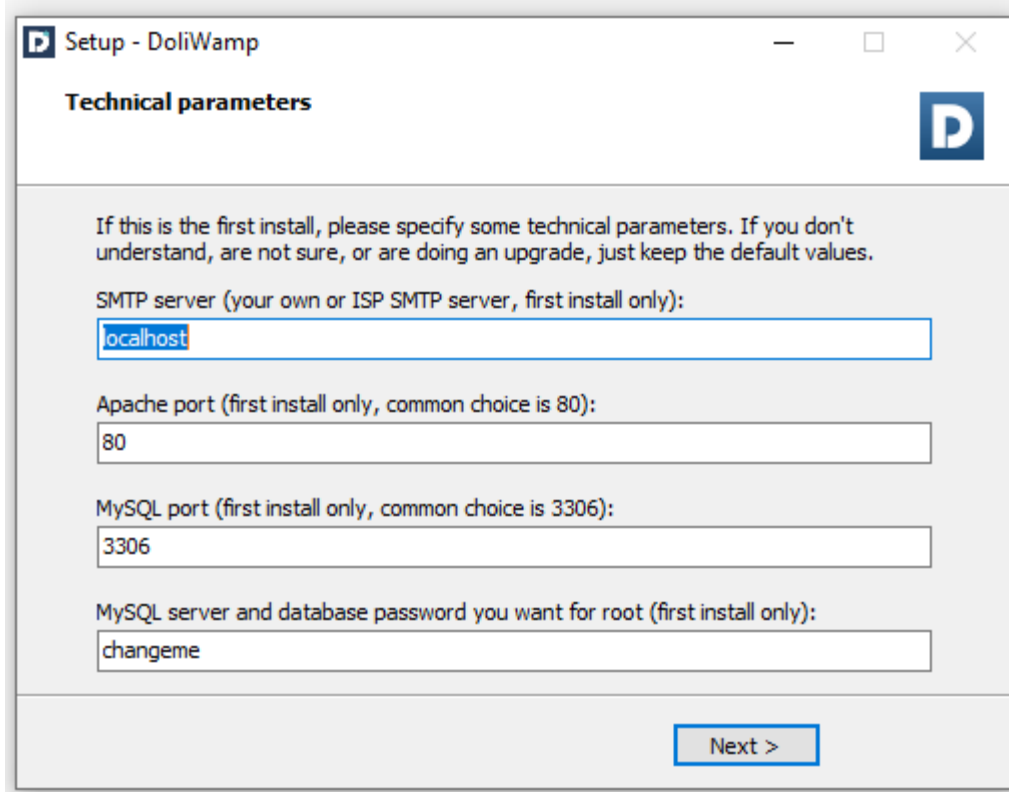 Setup - DoliWamp
Technical parameters
If this is the first install, please specify some technical parameters. If you don't
understand, are not sure, or are doing an upgrade, just keep the default values.
SMTP server (your own or ISP SMTP server, first install only):
localhost
Apache port (first install only, common choice is 80):
80
MySQL port (first install only, common choice is 3306):
3306
MySQL server and database password you want for root (first install only):
changeme
Next >